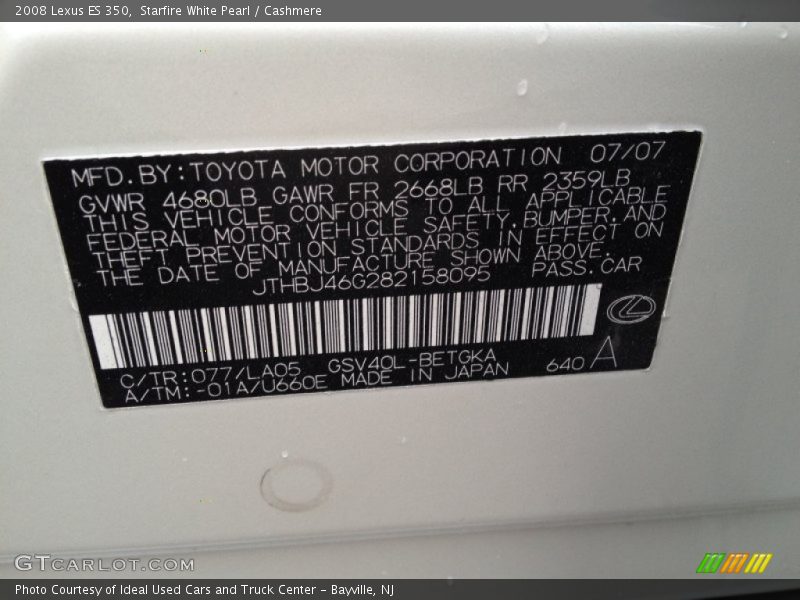 2008 Lexus ES 350, Starfire White Pearl / Cashmere
MFD. BY: TOYOTA MOTOR CORPORATION 07/07
GVWR 4680LB GAWR FR 2668LB RR 2359LB
THIS VEHICLE CONFORMS TO ALL APPLICABLE
FEDERAL MOTOR VEHICLE SAFETY, BUMPER, AND
THEFT PREVENTION STANDARDS IN EFFECT ON
THE DATE OF MANUFACTURE SHOWN ABOVE.
JTHBJ46G282158095 PASS. CAR
C/TR: 077/LA05 GSV40L-BETGKA
A/TM: -01A/U660E MADE IN JAPAN 640 A
GTCARLOT.COM
Photo Courtesy of Ideal Used Cars and Truck Center - Bayville, NJ